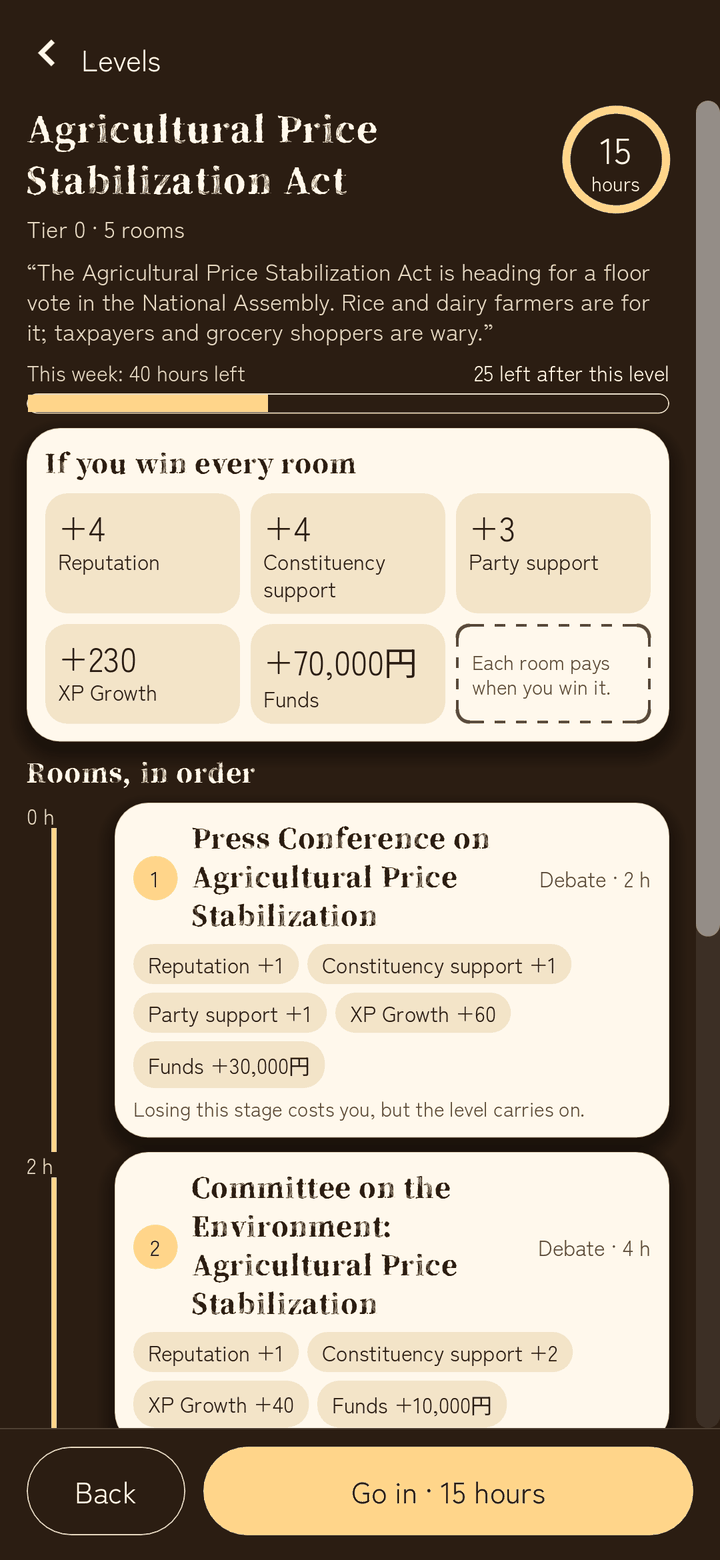 Levels
Agricultural Price
Stabilization Act
15
hours
Tier 0 · 5 rooms
“The Agricultural Price Stabilization Act is heading for a floor
vote in the National Assembly. Rice and dairy farmers are for
it; taxpayers and grocery shoppers are wary.”
This week: 40 hours left
25 left after this level
If you win every room
+4
Reputation
+4
Constituency
support
+3
Party support
+230
XP Growth
+70,000円
Funds
Each room pays
when you win it.
Rooms, in order
0 h
1
Press Conference on
Agricultural Price
Stabilization
Debate · 2 h
Reputation +1
Constituency support +1
Party support +1
XP Growth +60
Funds +30,000円
Losing this stage costs you, but the level carries on.
2 h
2
Committee on the
Environment:
Agricultural Price
Stabilization
Debate · 4 h
Reputation +1
Constituency support +2
XP Growth +40
Funds +10,000円
Back
Go in · 15 hours